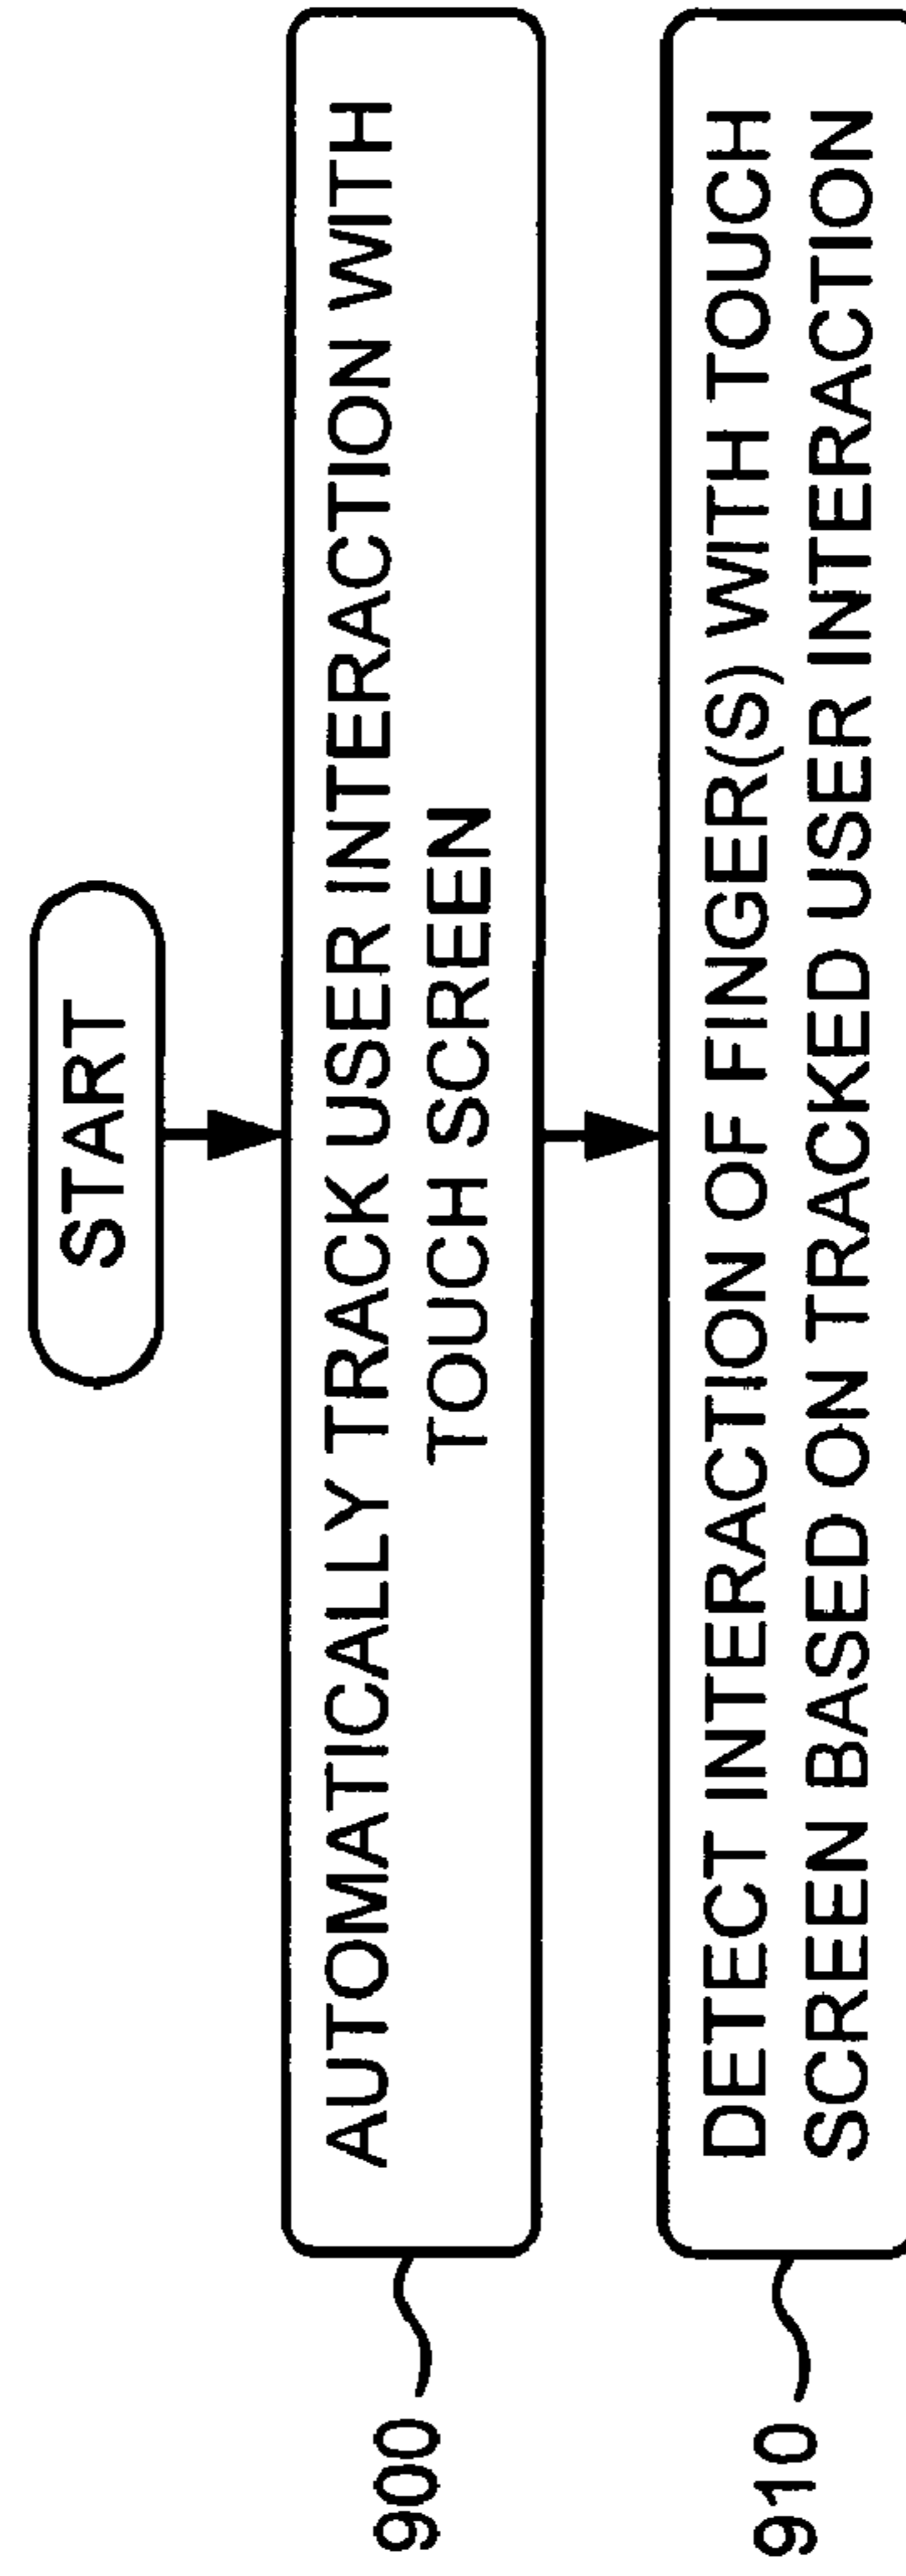 START
900
AUTOMATICALLY TRACK USER INTERACTION WITH
TOUCH SCREEN
910
DETECT INTERACTION OF FINGER(S) WITH TOUCH
SCREEN BASED ON TRACKED USER INTERACTION